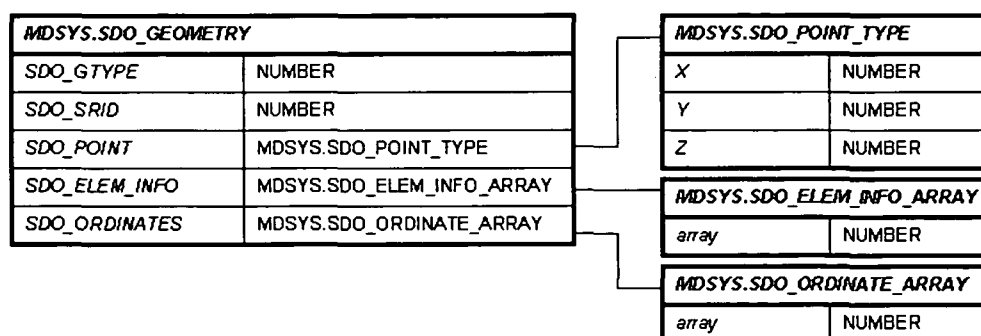 MDSYS.SDO_GEOMETRY
SDO_GTYPE NUMBER
SDO_SRID NUMBER
SDO_POINT MDSYS.SDO_POINT_TYPE
SDO_ELEM_INFO MDSYS.SDO_ELEM_INFO_ARRAY
SDO_ORDINATES MDSYS.SDO_ORDINATE_ARRAY
MDSYS.SDO_POINT_TYPE
X NUMBER
Y NUMBER
Z NUMBER
MDSYS.SDO_ELEM_INFO_ARRAY
array NUMBER
MDSYS.SDO_ORDINATE_ARRAY
array NUMBER